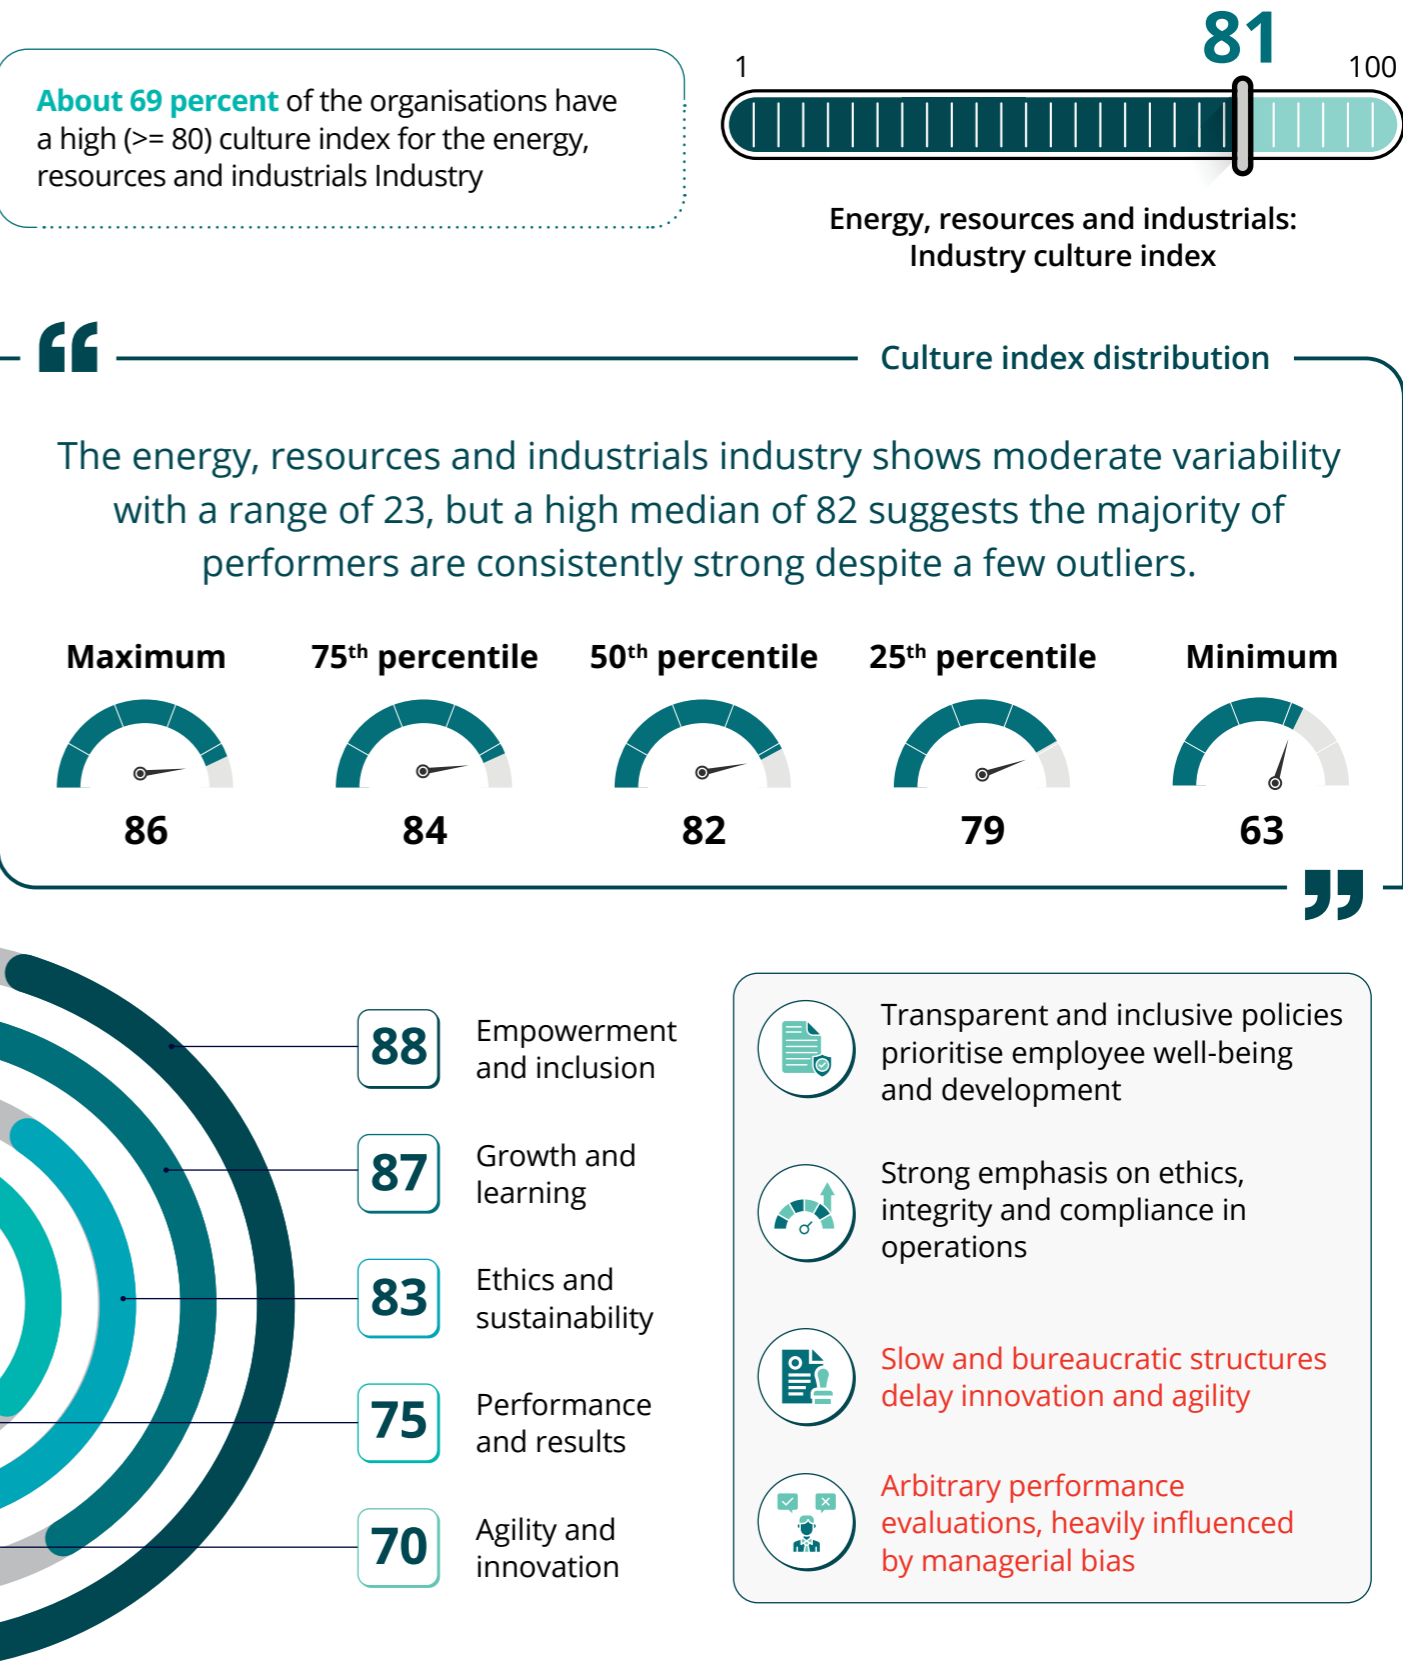 About 69 percent of the organisations have
a high (>= 80) culture index for the energy,
resources and industrials Industry
81
1
100
Energy, resources and industrials:
Industry culture index
“
Culture index distribution
The energy, resources and industrials industry shows moderate variability
with a range of 23, but a high median of 82 suggests the majority of
performers are consistently strong despite a few outliers.
Maximum
75th percentile
50th percentile
25th percentile
Minimum
86
84
82
79
63
”
88
Empowerment
and inclusion
87
Growth and
learning
83
Ethics and
sustainability
75
Performance
and results
70
Agility and
innovation
Transparent and inclusive policies
prioritise employee well-being
and development
Strong emphasis on ethics,
integrity and compliance in
operations
Slow and bureaucratic structures
delay innovation and agility
Arbitrary performance
evaluations, heavily influenced
by managerial bias